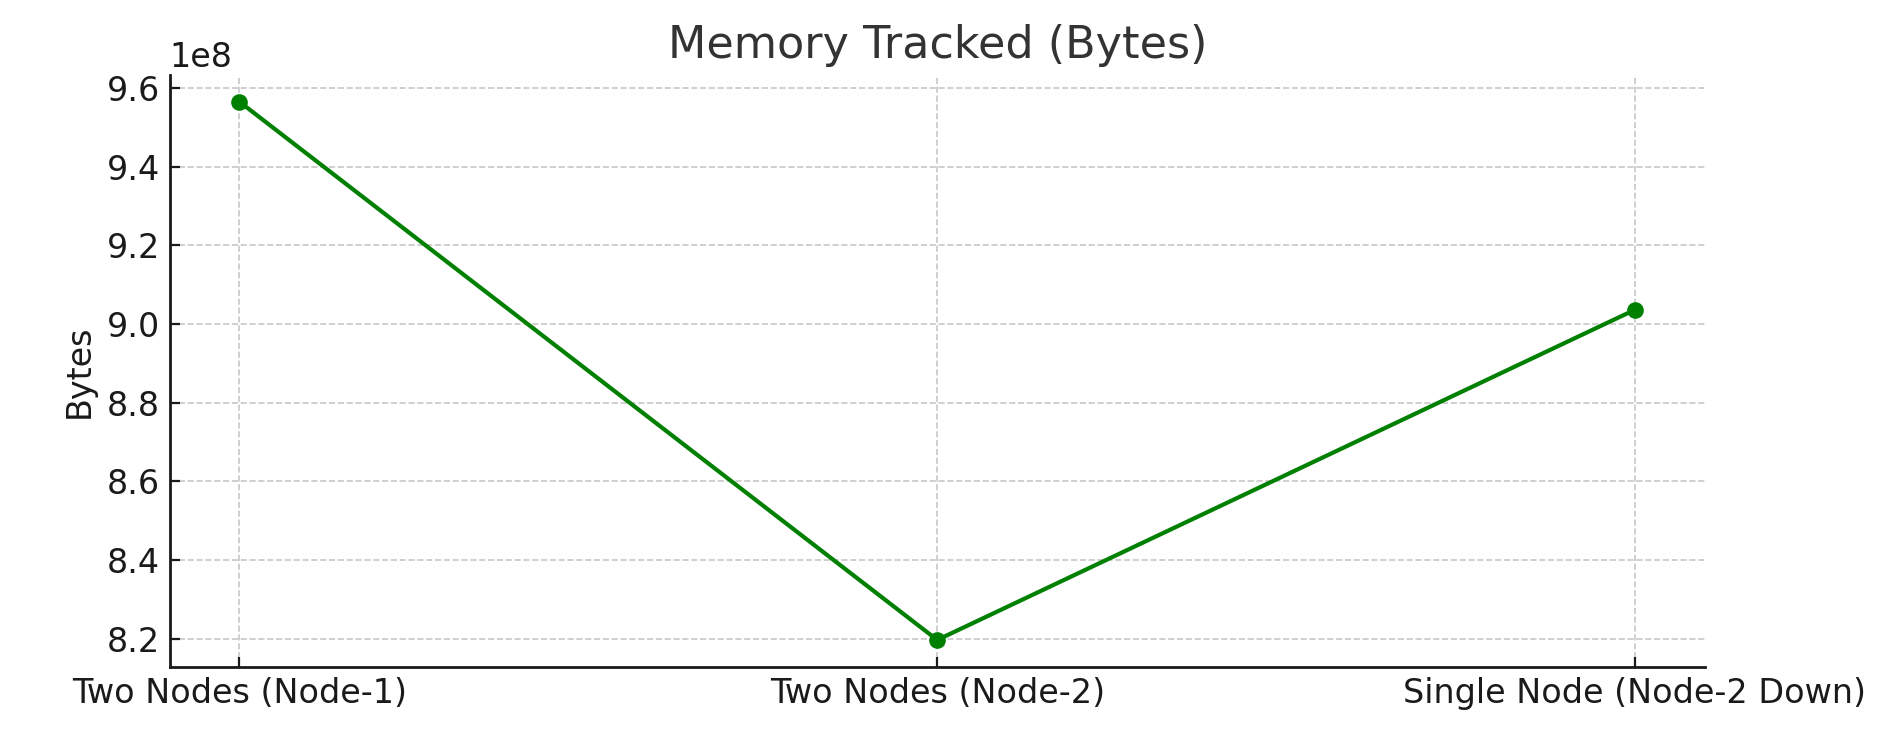 Memory Tracked (Bytes)
1e8
9.6
9.4
9.2
9.0
8.8
8.6
8.4
8.2
Bytes
Two Nodes (Node-1)
Two Nodes (Node-2)
Single Node (Node-2 Down)